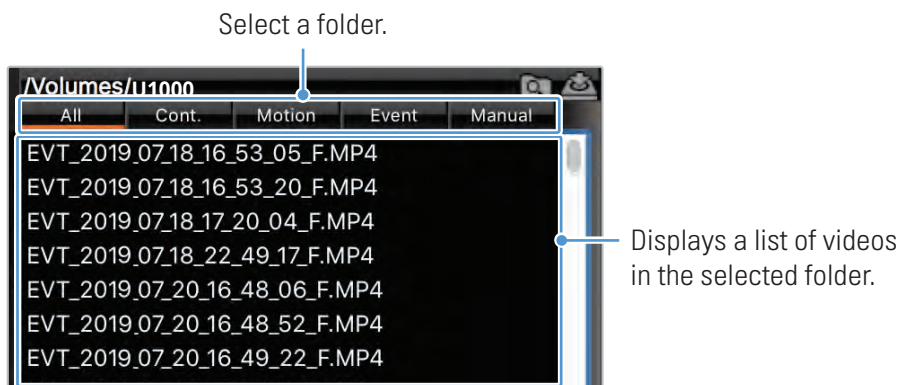 Select a folder.
/Volumes/U1000
All Cont. Motion Event Manual
EVT_2019_07_18_16_53_05_F.MP4
EVT_2019_07_18_16_53_20_F.MP4
EVT_2019_07_18_17_20_04_F.MP4
EVT_2019_07_18_22_49_17_F.MP4
EVT_2019_07_20_16_48_06_F.MP4
EVT_2019_07_20_16_48_52_F.MP4
EVT_2019_07_20_16_49_22_F.MP4
Displays a list of videos
in the selected folder.